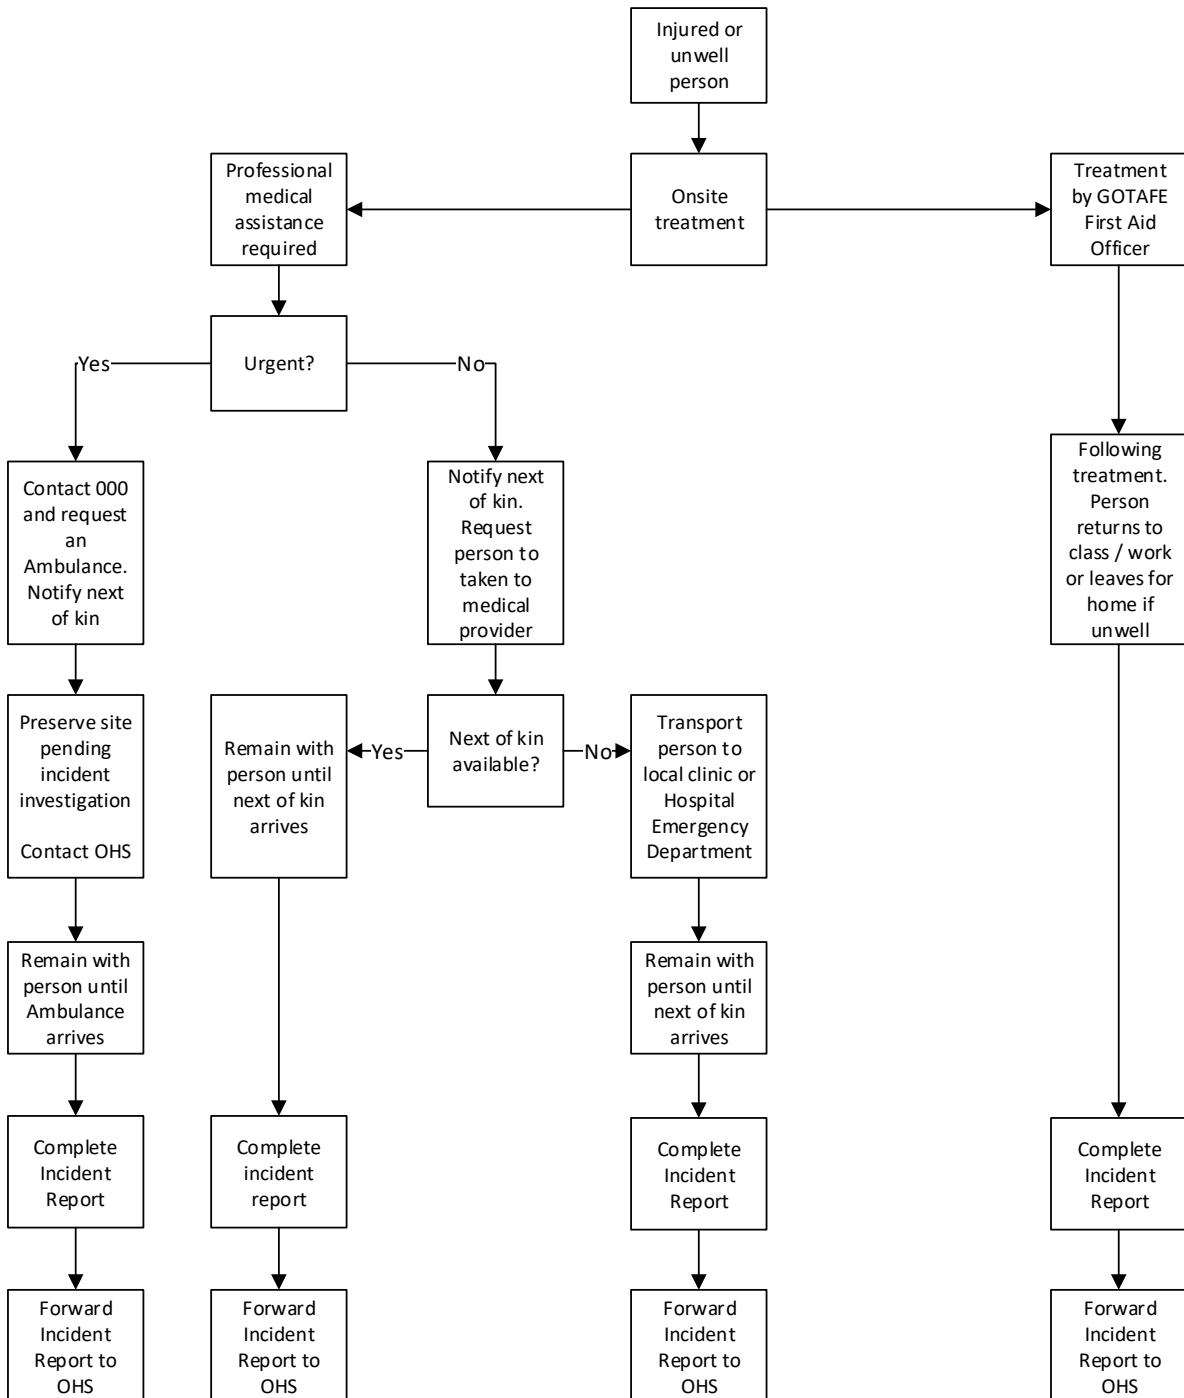 Injured or
unwell
person
Professional
medical
assistance
required
Onsite
treatment
Treatment
by GOTAFE
First Aid
Officer
Yes
Urgent?
No
Contact 000
and request
an
Ambulance.
Notify next
of kin
Notify next
of kin.
Request
person to
taken to
medical
provider
Following
treatment.
Person
returns to
class / work
or leaves for
home if
unwell
Preserve site
pending
incident
investigation
Contact OHS
Remain with
person until
next of kin
arrives
Yes
Next of kin
available?
No
Transport
person to
local clinic or
Hospital
Emergency
Department
Remain with
person until
Ambulance
arrives
Remain with
person until
next of kin
arrives
Complete
Incident
Report
Complete
incident
report
Complete
Incident
Report
Complete
Incident
Report
Forward
Incident
Report to
OHS
Forward
Incident
Report to
OHS
Forward
Incident
Report to
OHS
Forward
Incident
Report to
OHS